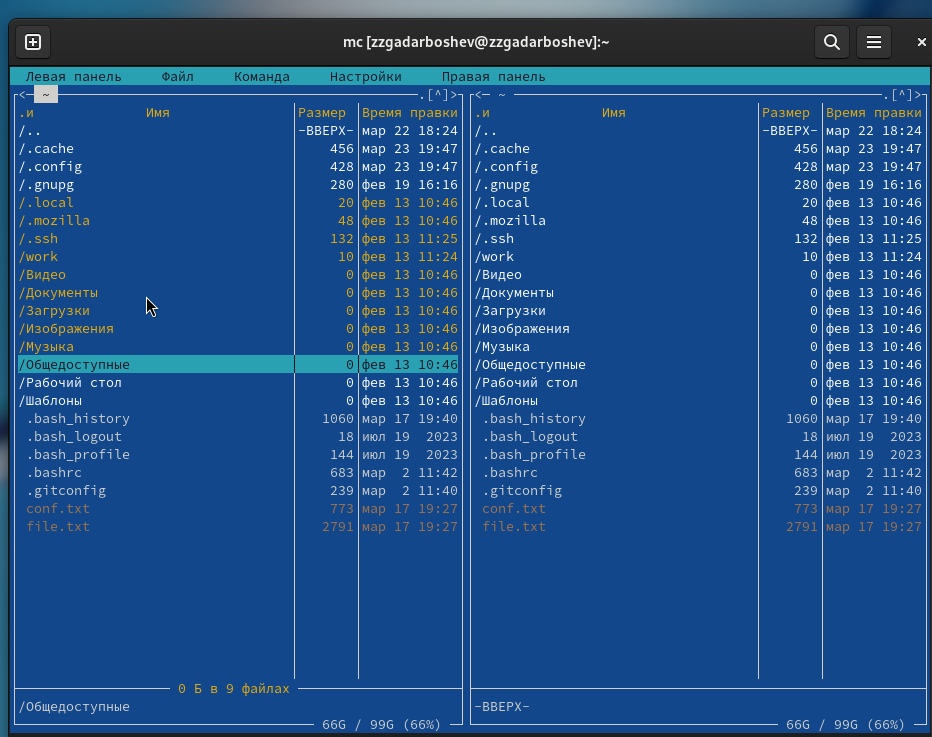 mc [zzgadarboshev@zzgadarboshev]:~
Левая панель Файл Команда Настройки Правая панель
<─ ~ .[^]>
.и Имя Размер Время правки
/.. -ВВЕРХ- мар 22 18:24
/.cache 456 мар 23 19:47
/.config 428 мар 23 19:47
/.gnupg 280 фев 19 16:16
/.local 20 фев 13 10:46
/.mozilla 48 фев 13 10:46
/.ssh 132 фев 13 11:25
/work 10 фев 13 11:24
/Видео 0 фев 13 10:46
/Документы 0 фев 13 10:46
/Загрузки 0 фев 13 10:46
/Изображения 0 фев 13 10:46
/Музыка 0 фев 13 10:46
/Общедоступные 0 фев 13 10:46
/Рабочий стол 0 фев 13 10:46
/Шаблоны 0 фев 13 10:46
.bash_history 1060 мар 17 19:40
.bash_logout 18 июл 19 2023
.bash_profile 144 июл 19 2023
.bashrc 683 мар 2 11:42
.gitconfig 239 мар 2 11:40
conf.txt 773 мар 17 19:27
file.txt 2791 мар 17 19:27
0 Б в 9 файлах
/Общедоступные
66G / 99G (66%)
<─ ~ .[^]>
.и Имя Размер Время правки
/.. -ВВЕРХ- мар 22 18:24
/.cache 456 мар 23 19:47
/.config 428 мар 23 19:47
/.gnupg 280 фев 19 16:16
/.local 20 фев 13 10:46
/.mozilla 48 фев 13 10:46
/.ssh 132 фев 13 11:25
/work 10 фев 13 11:24
/Видео 0 фев 13 10:46
/Документы 0 фев 13 10:46
/Загрузки 0 фев 13 10:46
/Изображения 0 фев 13 10:46
/Музыка 0 фев 13 10:46
/Общедоступные 0 фев 13 10:46
/Рабочий стол 0 фев 13 10:46
/Шаблоны 0 фев 13 10:46
.bash_history 1060 мар 17 19:40
.bash_logout 18 июл 19 2023
.bash_profile 144 июл 19 2023
.bashrc 683 мар 2 11:42
.gitconfig 239 мар 2 11:40
conf.txt 773 мар 17 19:27
file.txt 2791 мар 17 19:27
-ВВЕРХ-
66G / 99G (66%)